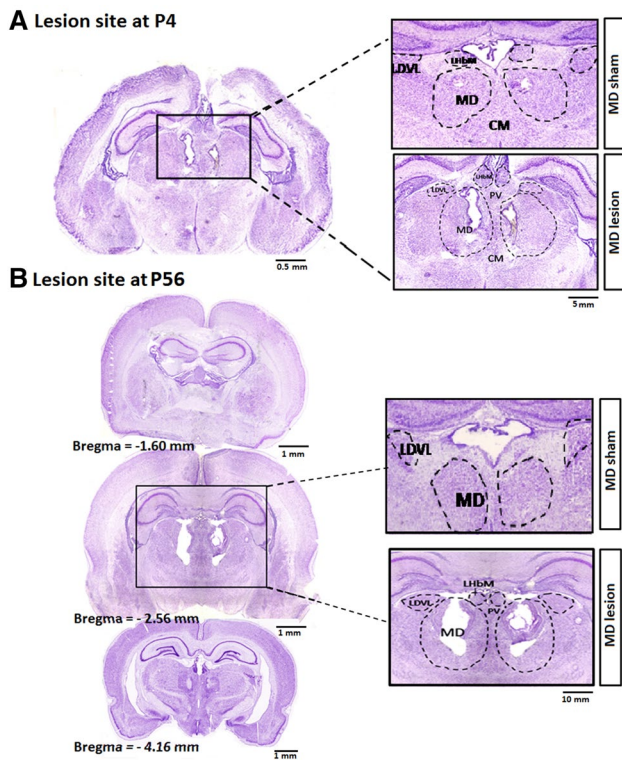 A Lesion site at P4
LDVL
LHbM
MD
CM
MD sham
0.5 mm
LDVL
LHbM
PV
MD
CM
MD lesion
5 mm
B Lesion site at P56
Bregma = -1.60 mm
1 mm
LDVL
MD
MD sham
Bregma = - 2.56 mm
1 mm
LHbM
LDVL
PV
MD
MD lesion
10 mm
Bregma = - 4.16 mm
1 mm